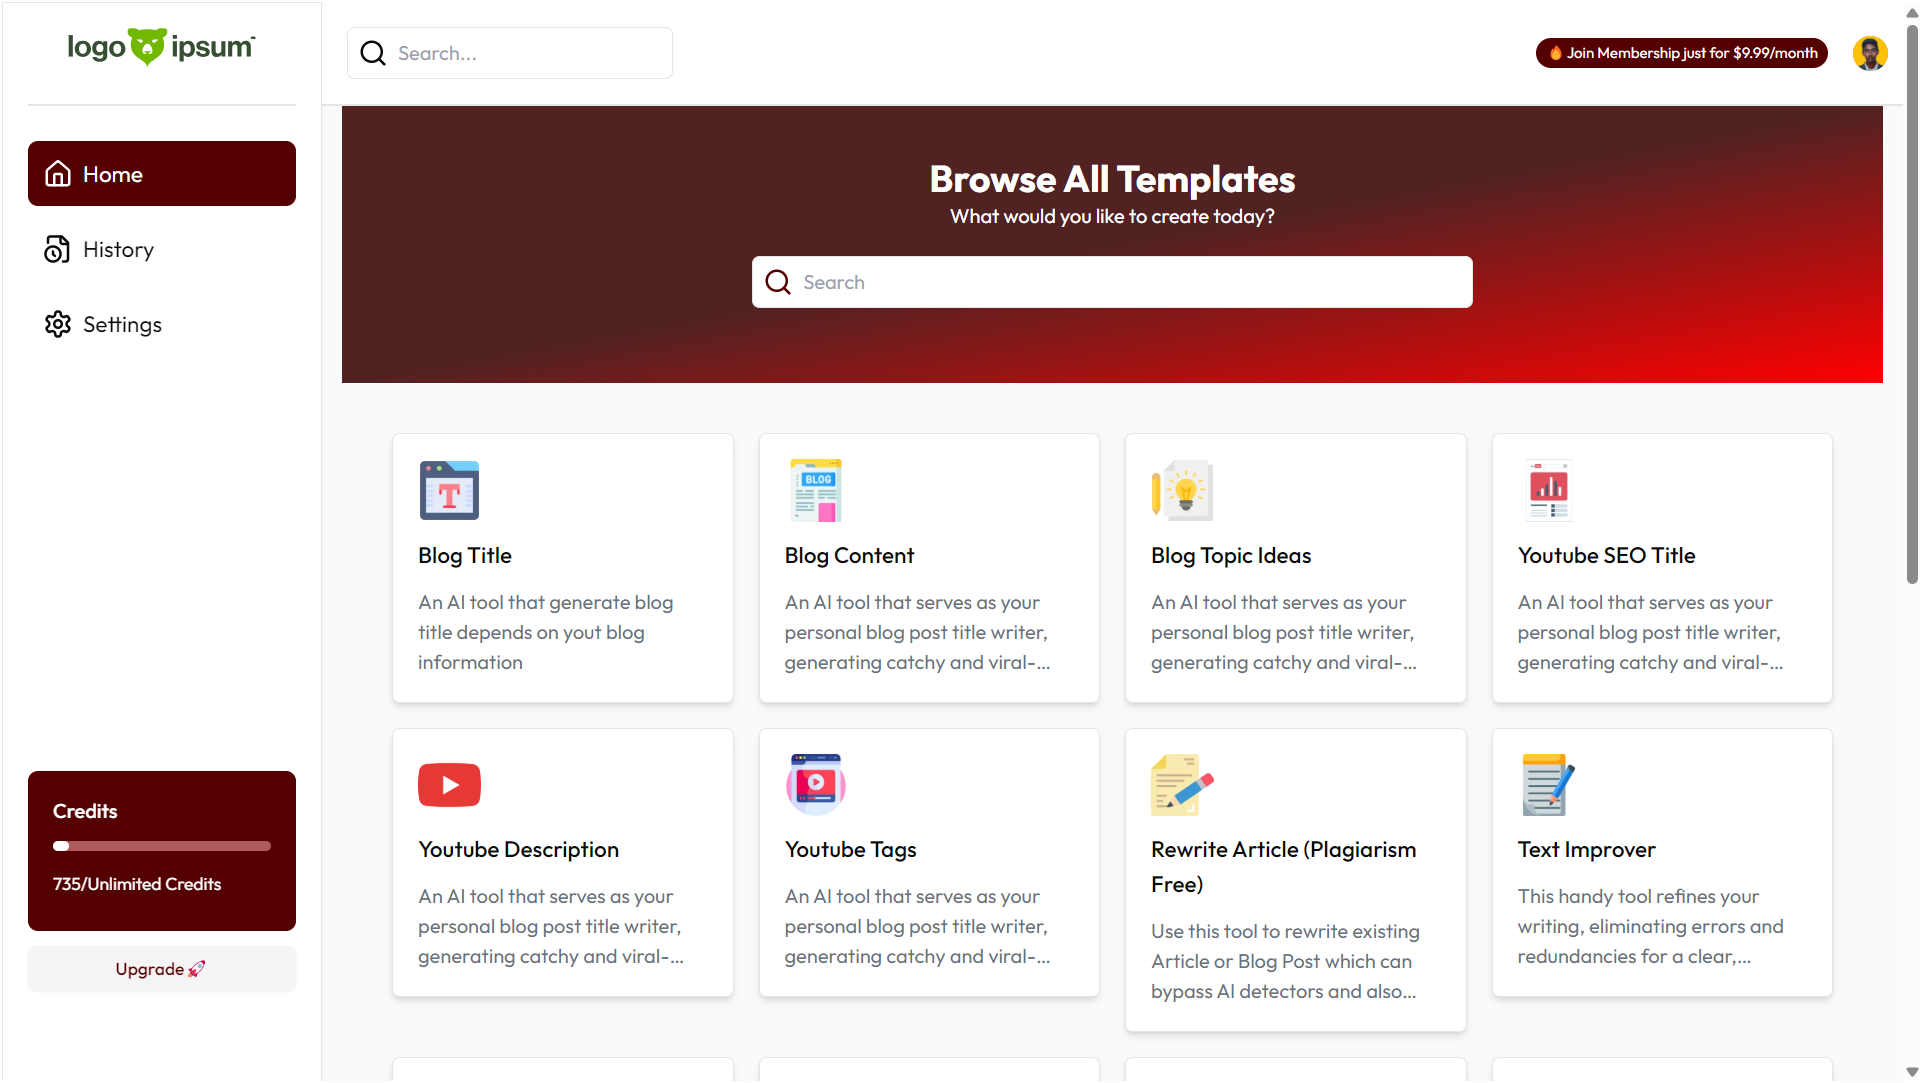 logo ipsum
Search...
Join Membership just for $9.99/month
Home
History
Settings
Credits
735/Unlimited Credits
Upgrade
Browse All Templates
What would you like to create today?
Search
Blog Title
An AI tool that generate blog
title depends on yout blog
information
BLOG
Blog Content
An AI tool that serves as your
personal blog post title writer,
generating catchy and viral-...
Blog Topic Ideas
An AI tool that serves as your
personal blog post title writer,
generating catchy and viral-...
Youtube SEO Title
An AI tool that serves as your
personal blog post title writer,
generating catchy and viral-...
Youtube Description
An AI tool that serves as your
personal blog post title writer,
generating catchy and viral-...
Youtube Tags
An AI tool that serves as your
personal blog post title writer,
generating catchy and viral-...
Rewrite Article (Plagiarism
Free)
Use this tool to rewrite existing
Article or Blog Post which can
bypass AI detectors and also...
Text Improver
This handy tool refines your
writing, eliminating errors and
redundancies for a clear,...